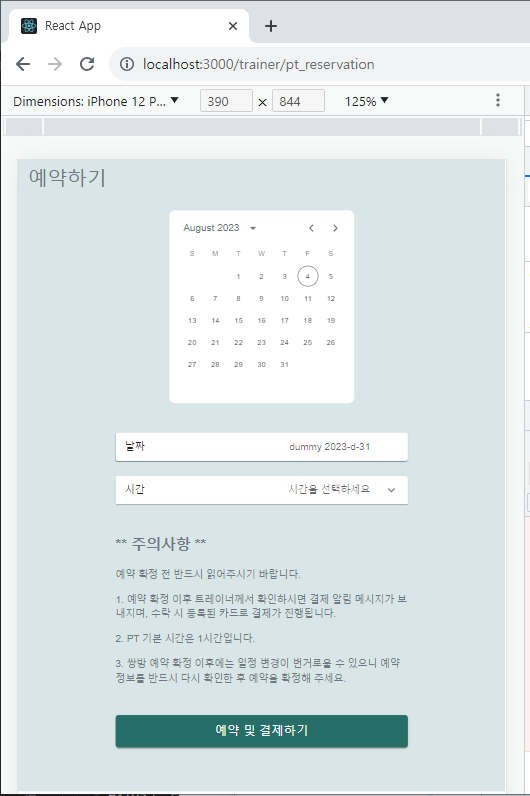 React App
localhost:3000/trainer/pt_reservation
Dimensions: iPhone 12 P... 390 × 844 125%
예약하기
August 2023
S M T W T F S
1 2 3 4 5
6 7 8 9 10 11 12
13 14 15 16 17 18 19
20 21 22 23 24 25 26
27 28 29 30 31
날짜 dummy 2023-d-31
시간 시간을 선택하세요
** 주의사항 **
예약 확정 전 반드시 읽어주시기 바랍니다.
1. 예약 확정 이후 트레이너께서 확인하시면 결제 알림 메시지가 보
내지며, 수락 시 등록된 카드로 결제가 진행됩니다.
2. PT 기본 시간은 1시간입니다.
3. 쌍방 예약 확정 이후에는 일정 변경이 번거로울 수 있으니 예약
정보를 반드시 다시 확인한 후 예약을 확정해 주세요.
예약 및 결제하기